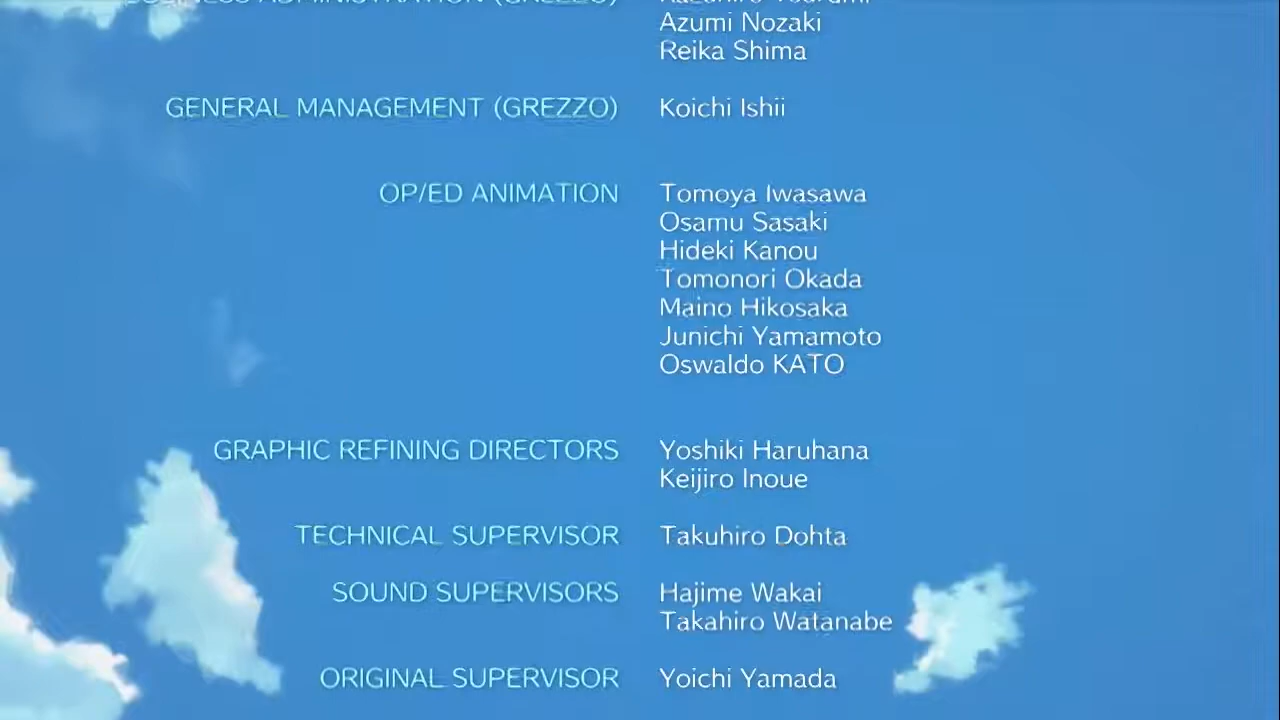 ADMINISTRATION (GREZZO)
Azumi Nozaki
Reika Shima
GENERAL MANAGEMENT (GREZZO) Koichi Ishii
OP/ED ANIMATION Tomoya Iwasawa
Osamu Sasaki
Hideki Kanou
Tomonori Okada
Maino Hikosaka
Junichi Yamamoto
Oswaldo KATO
GRAPHIC REFINING DIRECTORS Yoshiki Haruhana
Keijiro Inoue
TECHNICAL SUPERVISOR Takuhiro Dohta
SOUND SUPERVISORS Hajime Wakai
Takahiro Watanabe
ORIGINAL SUPERVISOR Yoichi Yamada